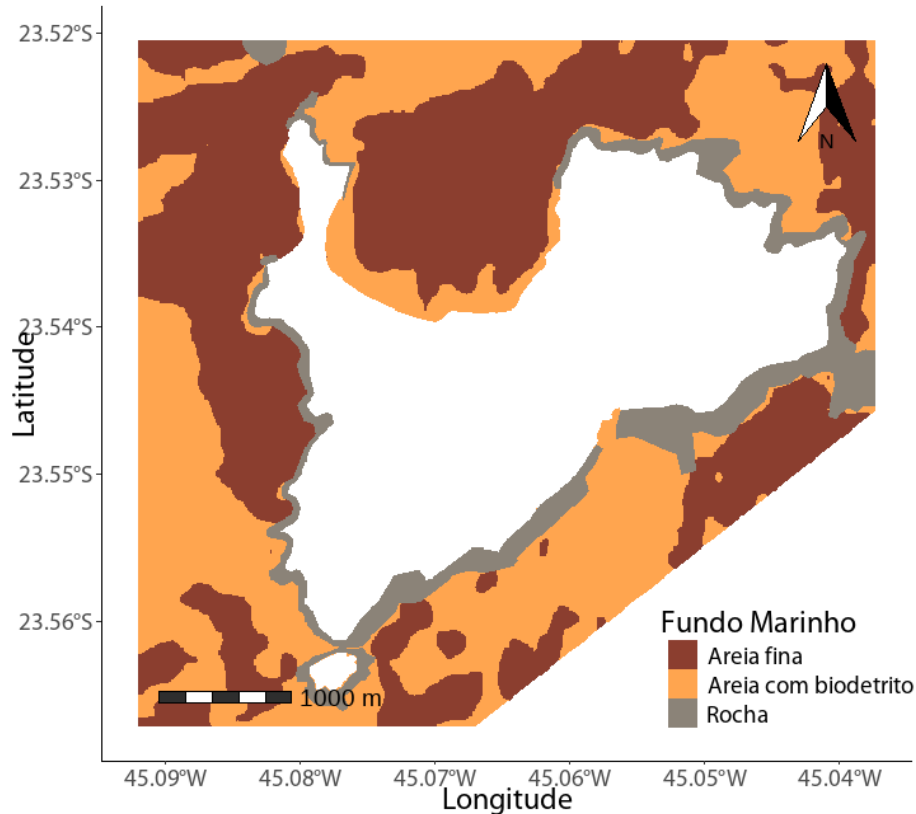 23.52°S
23.53°S
23.54°S
23.55°S
23.56°S
Latitude
N
Fundo Marinho
Areia fina
Areia com biodetrito
Rocha
1000 m
45.09°W 45.08°W 45.07°W 45.06°W 45.05°W 45.04°W
Longitude